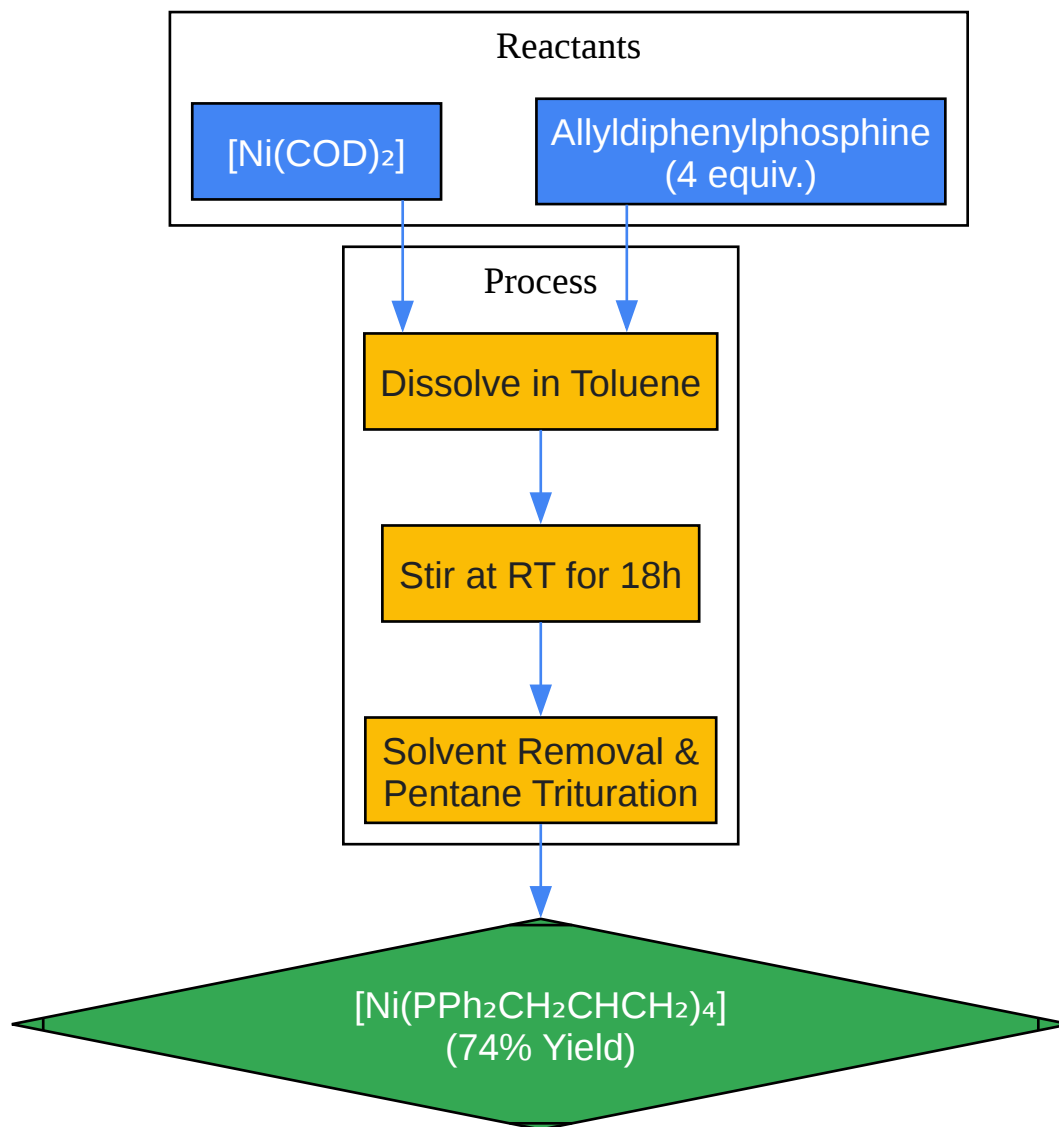 Reactants
[Ni(COD)₂]
Allyldiphenylphosphine
(4 equiv.)
Process
Dissolve in Toluene
Stir at RT for 18h
Solvent Removal &
Pentane Trituration
[Ni(PPh₂CH₂CHCH₂)₄]
(74% Yield)